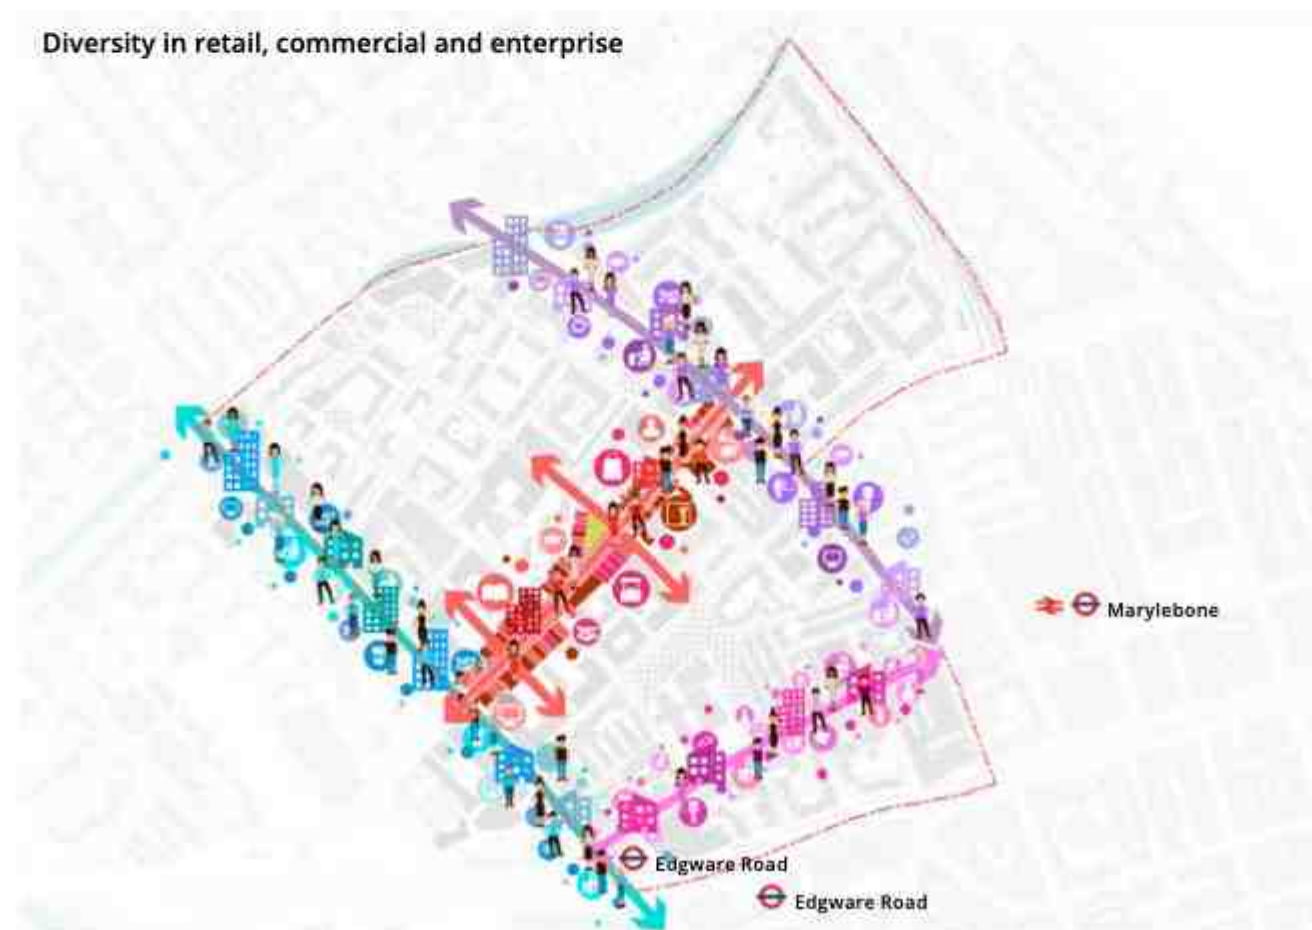 Diversity in retail, commercial and enterprise
Marylebone
Edgware Road
Edgware Road